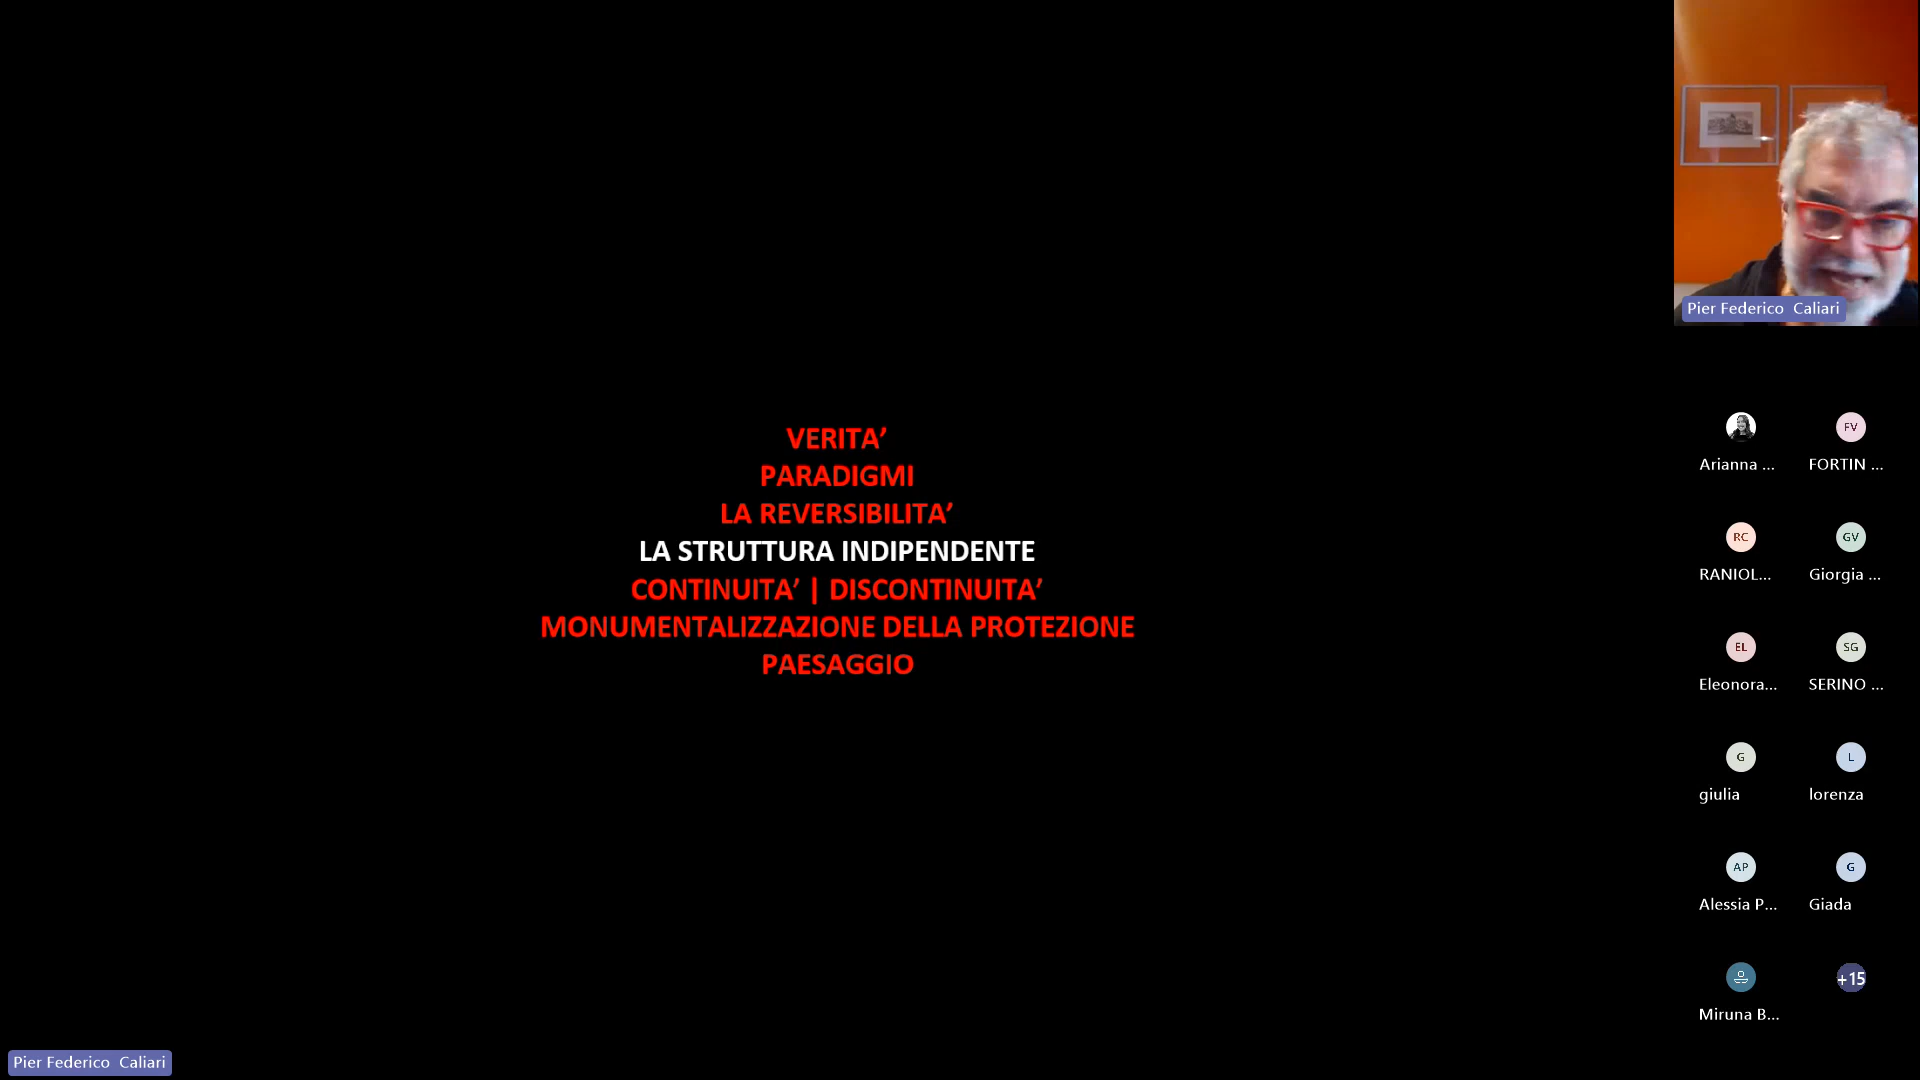 VERITA’
PARADIGMI
LA REVERSIBILITA’
LA STRUTTURA INDIPENDENTE
CONTINUITA’ | DISCONTINUITA’
MONUMENTALIZZAZIONE DELLA PROTEZIONE
PAESAGGIO
Pier Federico Caliari
FV
Arianna ...
FORTIN ...
RC
GV
RANIOL...
Giorgia ...
EL
SG
Eleonora...
SERINO ...
G
L
giulia
lorenza
AP
G
Alessia P...
Giada
+15
Miruna B...
Pier Federico Caliari